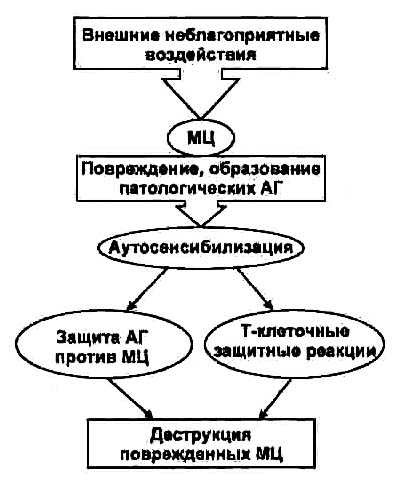 Внешние неблагоприятные
воздействия
МЦ
Повреждение, образование
патологических АГ
Аутосенсибилизация
Защита АГ
против МЦ
Т-клеточные
защитные реакции
Деструкция
поврежденных МЦ